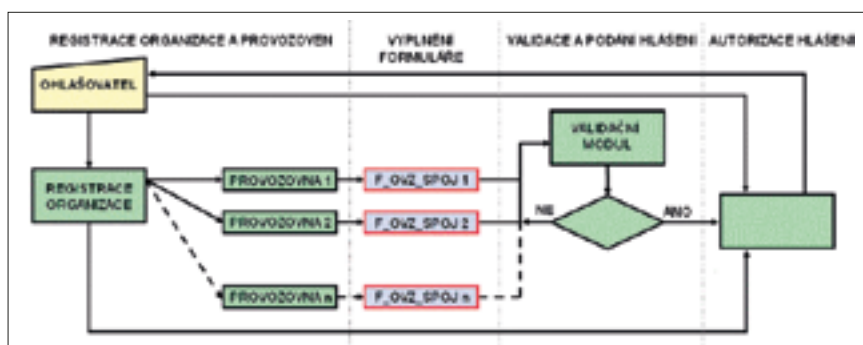 REGISTRACE ORGANIZACE A PROVOZOVEN
VYPLNĚNÍ
FORMULÁŘE
VALIDACE A PODÁNÍ HLÁŠENÍ
AUTORIZACE HLÁŠENÍ
OHLAŠOVATEL
VALIDAČNÍ
MODUL
REGISTRACE
ORGANIZACE
PROVOZOVNA 1
F_OVZ_SPOJ 1
PROVOZOVNA 2
F_OVZ_SPOJ 2
NE
ANO
PROVOZOVNA n
F_OVZ_SPOJ n